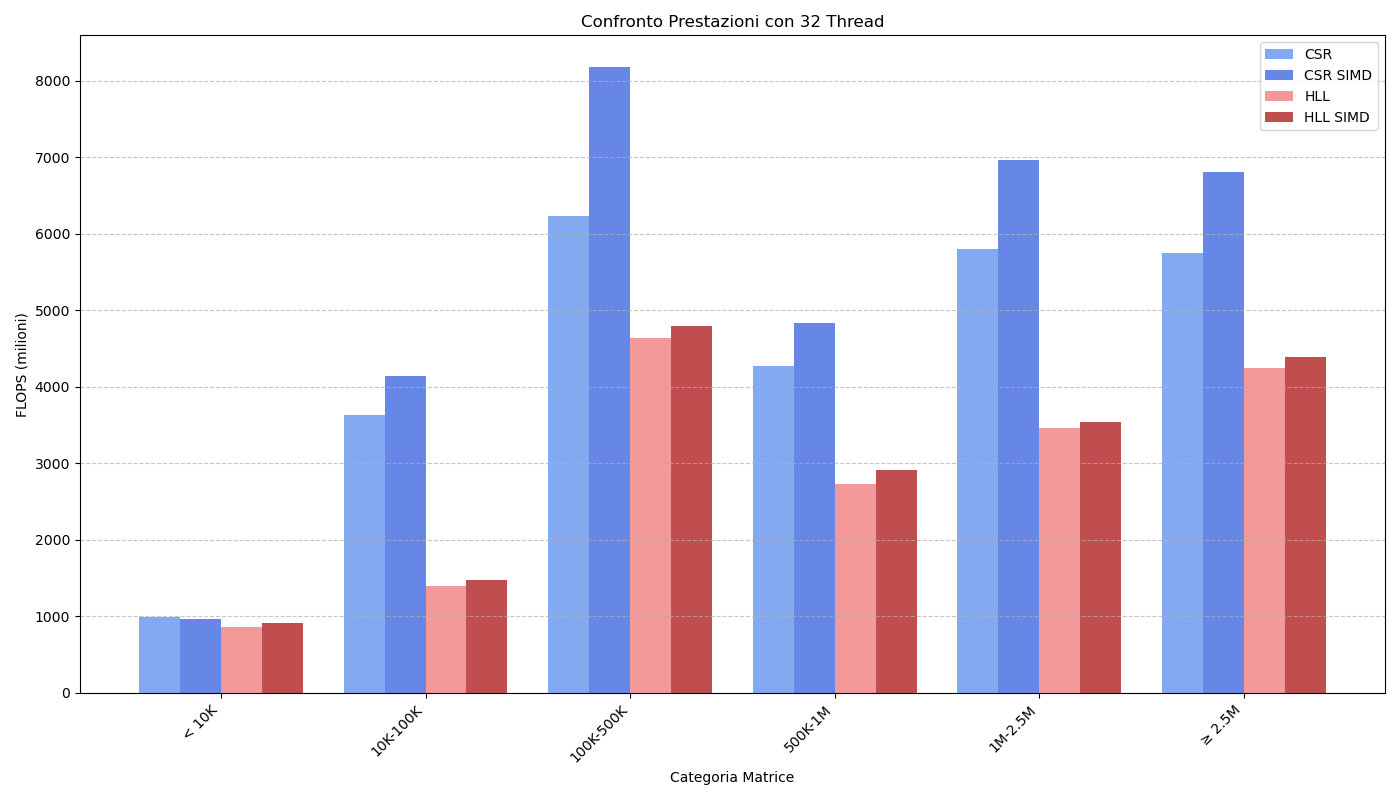 Confronto Prestazioni con 32 Thread
CSR
CSR SIMD
HLL
HLL SIMD
FLOPS (milioni)
8000
7000
6000
5000
4000
3000
2000
1000
0
< 10K
10K-100K
100K-500K
500K-1M
1M-2.5M
≥ 2.5M
Categoria Matrice